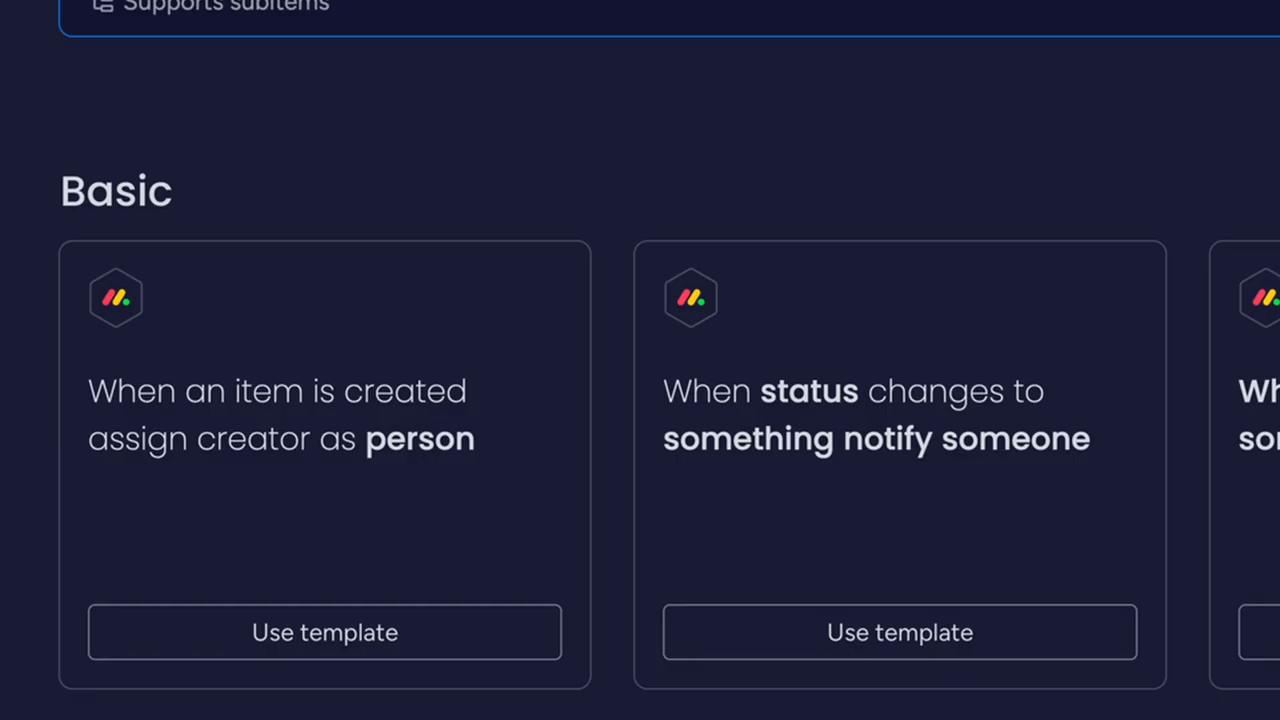 Supports subitems
Basic
When an item is created
assign creator as person
Use template
When status changes to
something notify someone
Use template